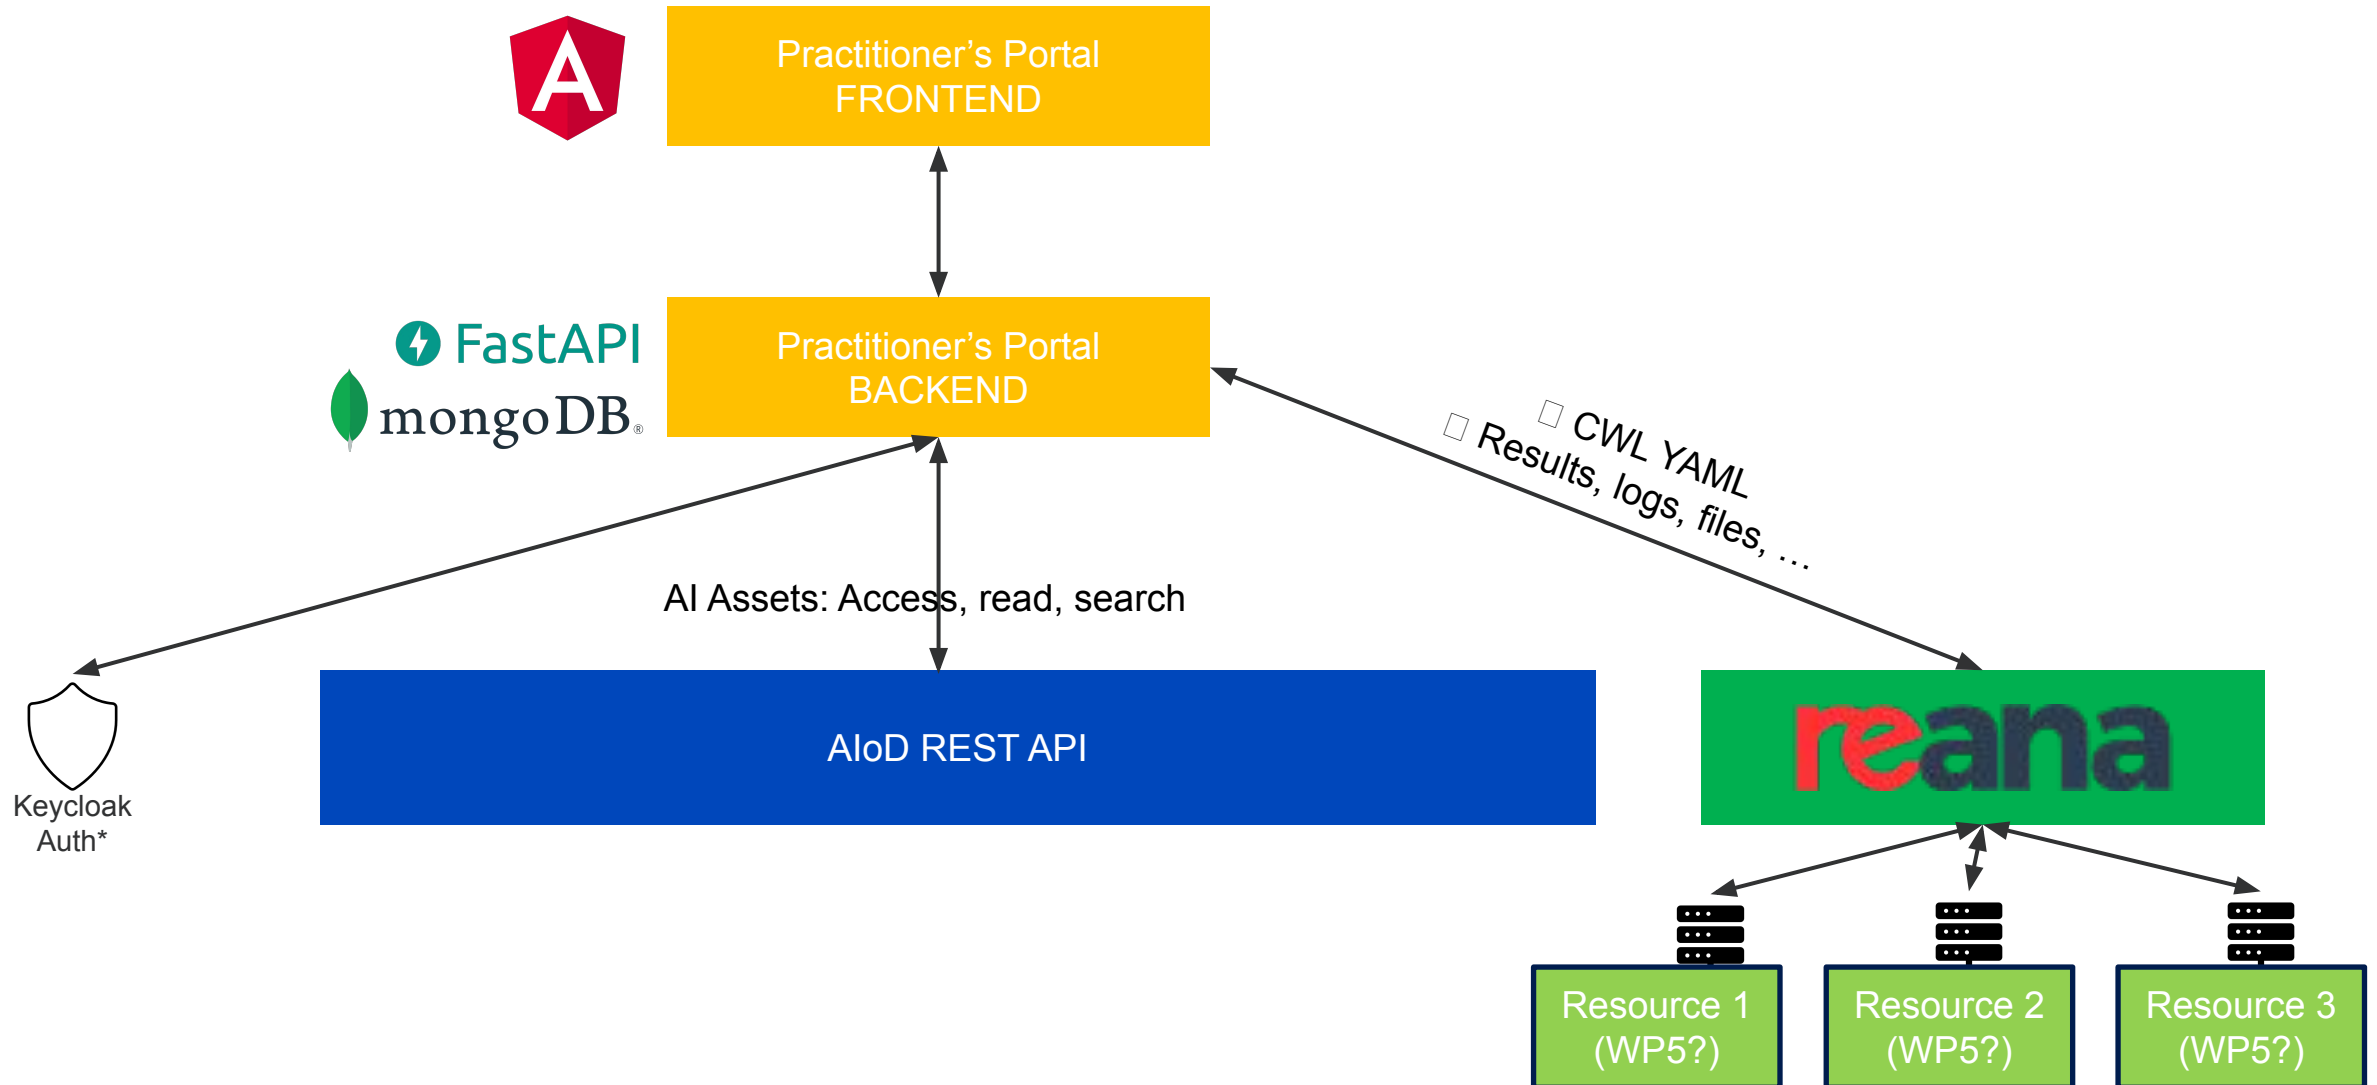 Practitioner’s Portal
FRONTEND
FastAPI
mongoDB®
Practitioner’s Portal
BACKEND
CWL YAML
Results, logs, files, …
AI Assets: Access, read, search
Keycloak
Auth*
AIoD REST API
reana
Resource 1
(WP5?)
Resource 2
(WP5?)
Resource 3
(WP5?)